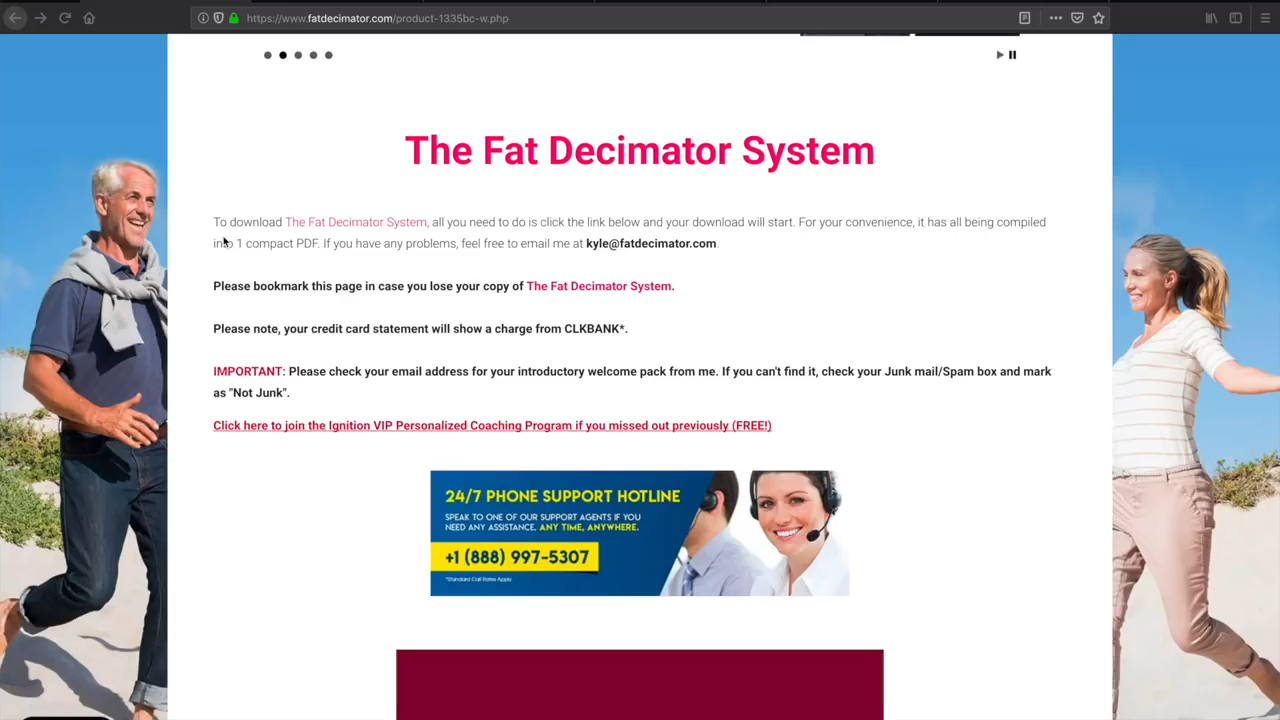 https://www.fatdecimator.com/product-1335bc-w.php
The Fat Decimator System
To download The Fat Decimator System, all you need to do is click the link below and your download will start. For your convenience, it has all being compiled
into 1 compact PDF. If you have any problems, feel free to email me at kyle@fatdecimator.com.
Please bookmark this page in case you lose your copy of The Fat Decimator System.
Please note, your credit card statement will show a charge from CLKBANK*.
IMPORTANT: Please check your email address for your introductory welcome pack from me. If you can't find it, check your Junk mail/Spam box and mark
as "Not Junk".
Click here to join the Ignition VIP Personalized Coaching Program if you missed out previously (FREE!)
24/7 PHONE SUPPORT HOTLINE
SPEAK TO ONE OF OUR SUPPORT AGENTS IF YOU
NEED ANY ASSISTANCE, ANY TIME, ANYWHERE.
+1 (888) 997-5307
*Standard Call Rates Apply.